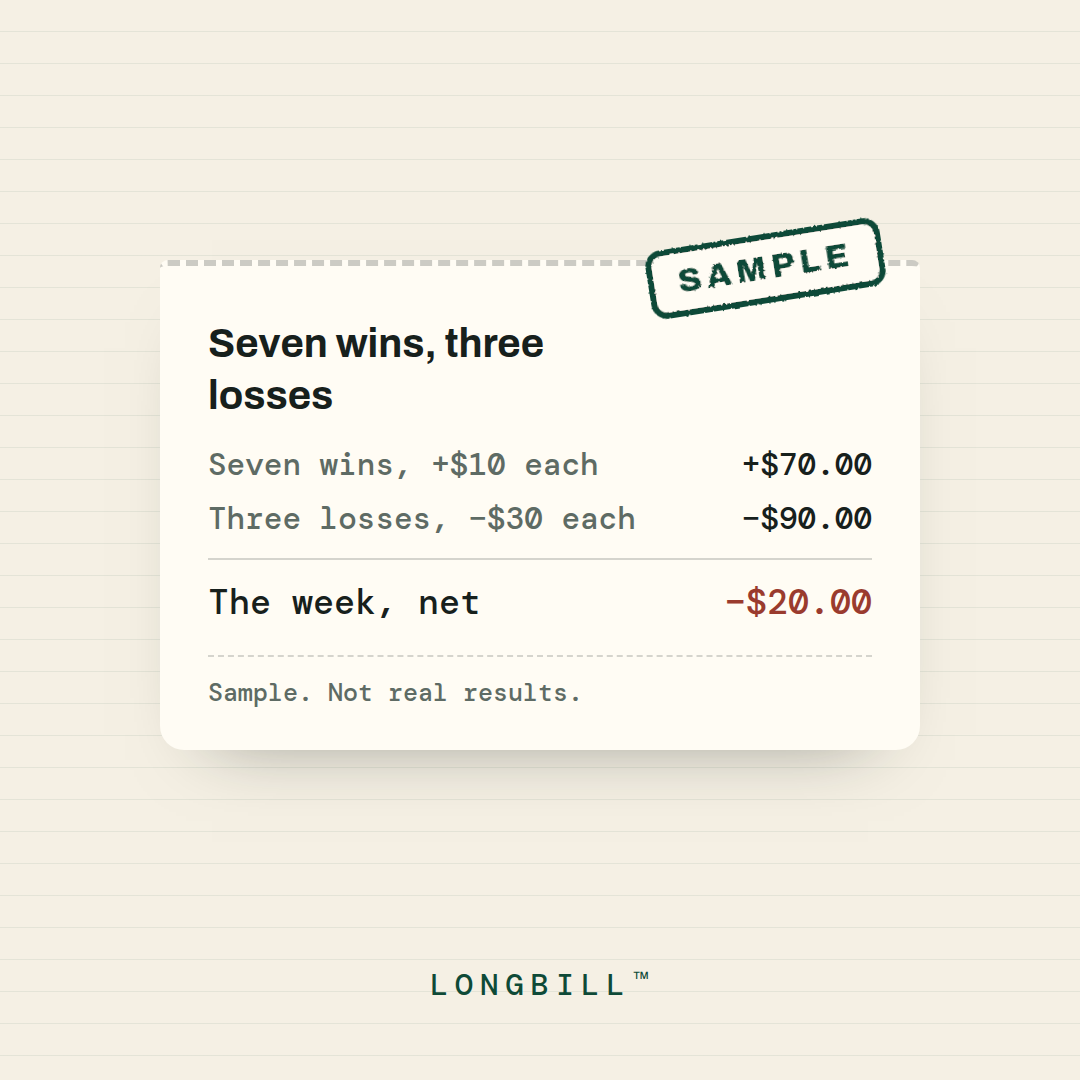 SAMPLE
Seven wins, three
losses
Seven wins, +$10 each +$70.00
Three losses, −$30 each −$90.00
The week, net −$20.00
Sample. Not real results.
LONGBILL™